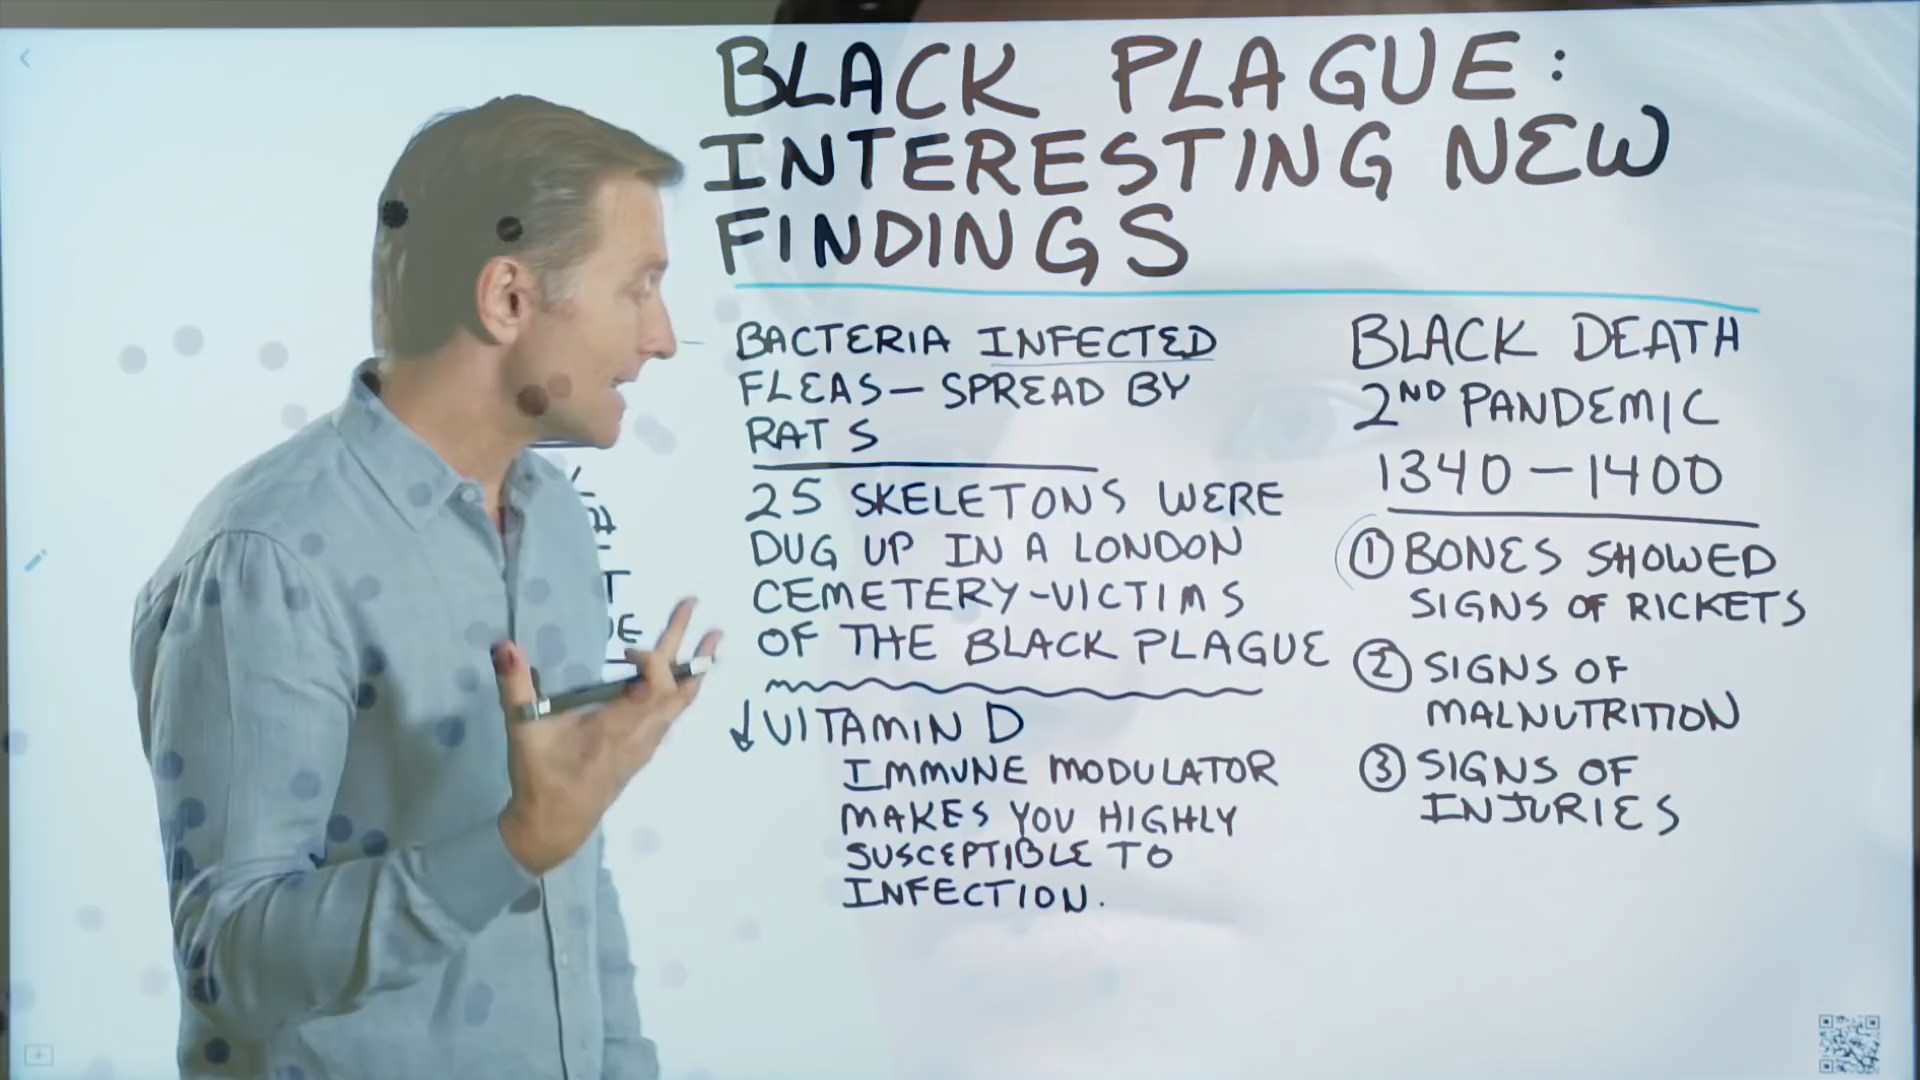 BLACK PLAGUE:
INTERESTING NEW
FINDINGS
BACTERIA INFECTED
FLEAS — SPREAD BY
RATS
25 SKELETONS WERE
DUG UP IN A LONDON
CEMETERY-VICTIMS
OF THE BLACK PLAGUE
↓ VITAMIN D
IMMUNE MODULATOR
MAKES YOU HIGHLY
SUSCEPTIBLE TO
INFECTION.
BLACK DEATH
2ND PANDEMIC
1340 — 1400
① BONES SHOWED
SIGNS OF RICKETS
② SIGNS OF
MALNUTRITION
③ SIGNS OF
INJURIES